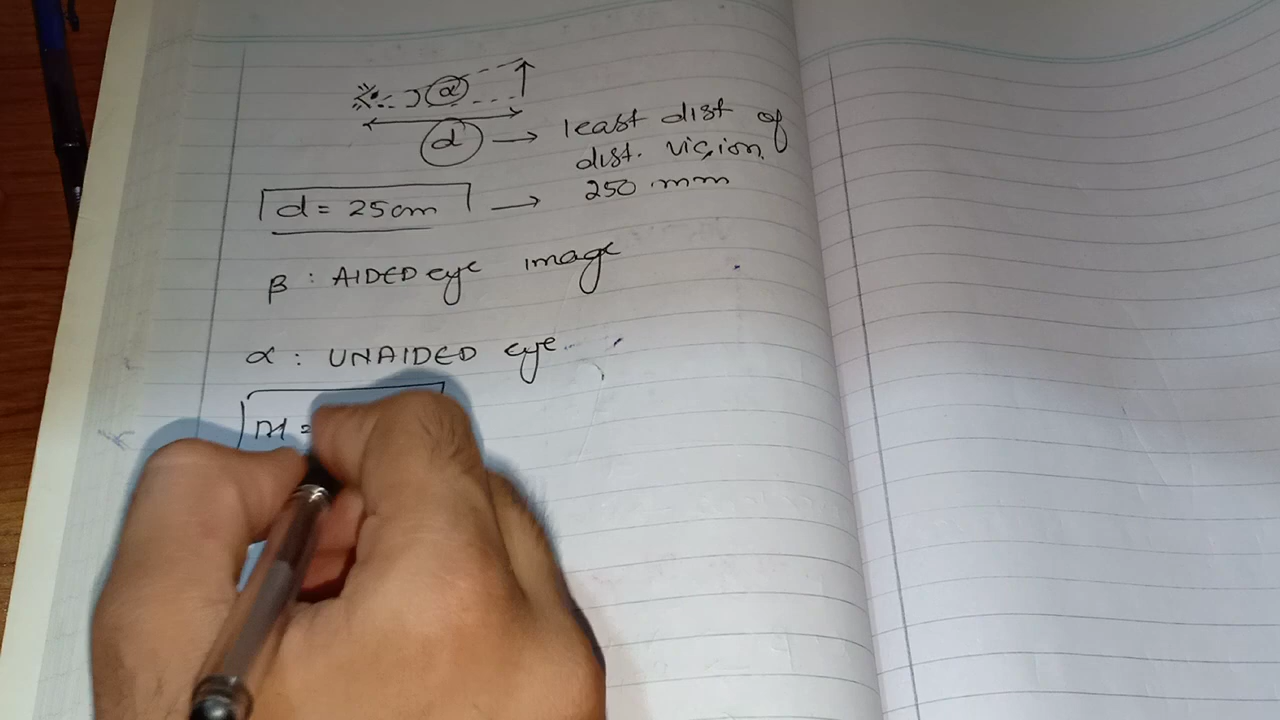 α
d → least dist of
dist. vision
d = 25cm → 250 mm
β : AIDED eye image
α : UNAIDED eye
M =